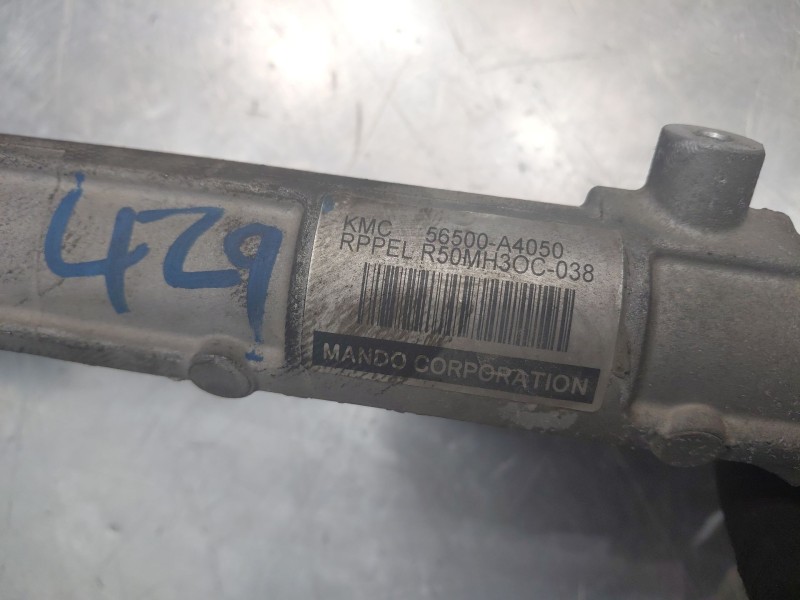 429
KMC 56500-A4050
RPPEL R50MH3OC-038
MANDO CORPORATION